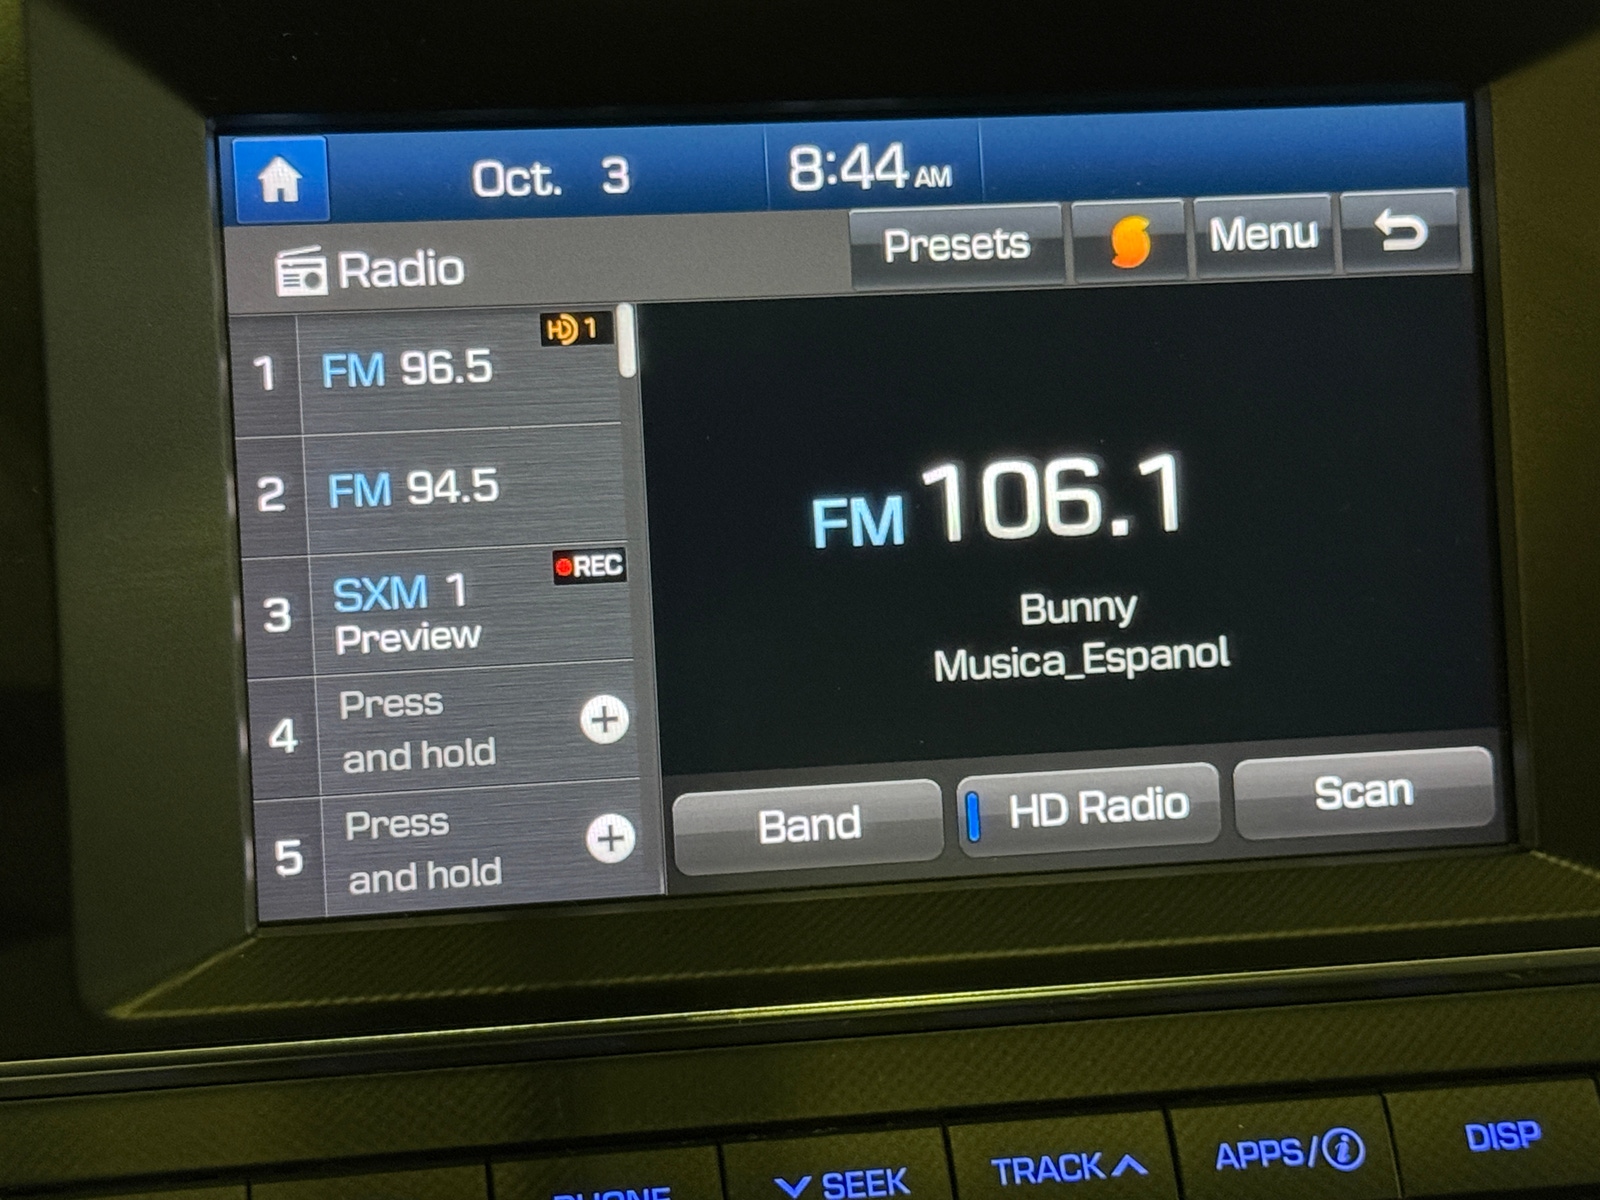 Oct. 3
8:44 AM
Radio
Presets
Menu
1 FM 96.5
HD 1
2 FM 94.5
3 SXM 1
REC
Preview
4 Press
and hold
5 Press
and hold
FM 106.1
Bunny
Musica_Espanol
Band
HD Radio
Scan
PHONE
SEEK
TRACK
APPS/i
DISP